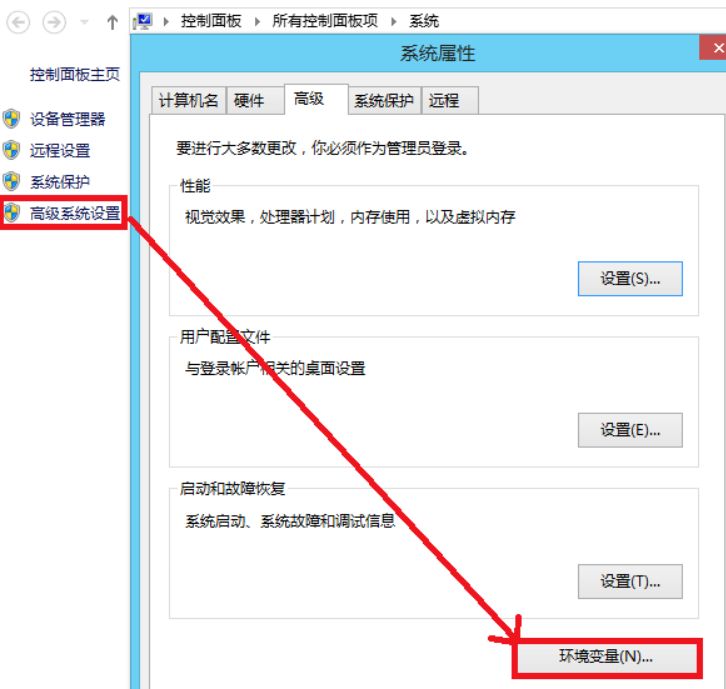 控制面板 所有控制面板项 系统
控制面板主页
设备管理器
远程设置
系统保护
高级系统设置
系统属性
计算机名 硬件 高级 系统保护 远程
要进行大多数更改，你必须作为管理员登录。
性能
视觉效果，处理器计划，内存使用，以及虚拟内存
设置(S)...
用户配置文件
与登录帐户相关的桌面设置
设置(E)...
启动和故障恢复
系统启动、系统故障和调试信息
设置(T)...
环境变量(N)...